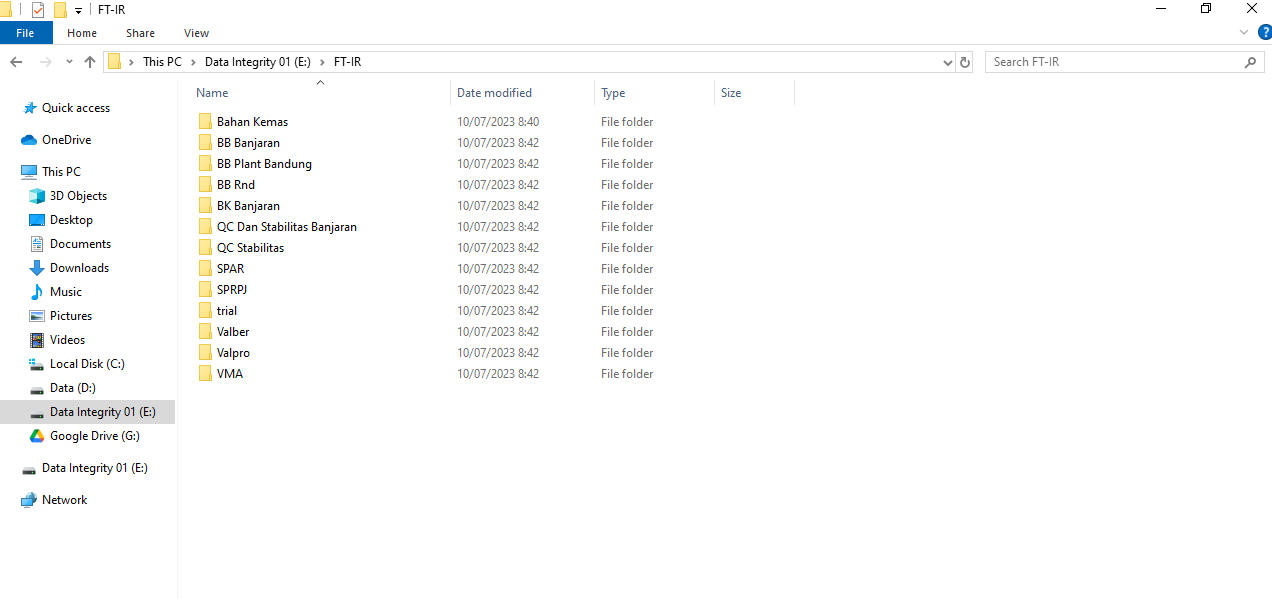 FT-IR
File Home Share View
This PC Data Integrity 01 (E:) FT-IR Search FT-IR
Name Date modified Type Size
Quick access
OneDrive
This PC
3D Objects
Desktop
Documents
Downloads
Music
Pictures
Videos
Local Disk (C:)
Data (D:)
Data Integrity 01 (E:)
Google Drive (G:)
Data Integrity 01 (E:)
Network
Bahan Kemas 10/07/2023 8:40 File folder
BB Banjaran 10/07/2023 8:42 File folder
BB Plant Bandung 10/07/2023 8:42 File folder
BB Rnd 10/07/2023 8:42 File folder
BK Banjaran 10/07/2023 8:42 File folder
QC Dan Stabilitas Banjaran 10/07/2023 8:42 File folder
QC Stabilitas 10/07/2023 8:42 File folder
SPAR 10/07/2023 8:42 File folder
SPRPJ 10/07/2023 8:42 File folder
trial 10/07/2023 8:42 File folder
Valber 10/07/2023 8:42 File folder
Valpro 10/07/2023 8:42 File folder
VMA 10/07/2023 8:42 File folder